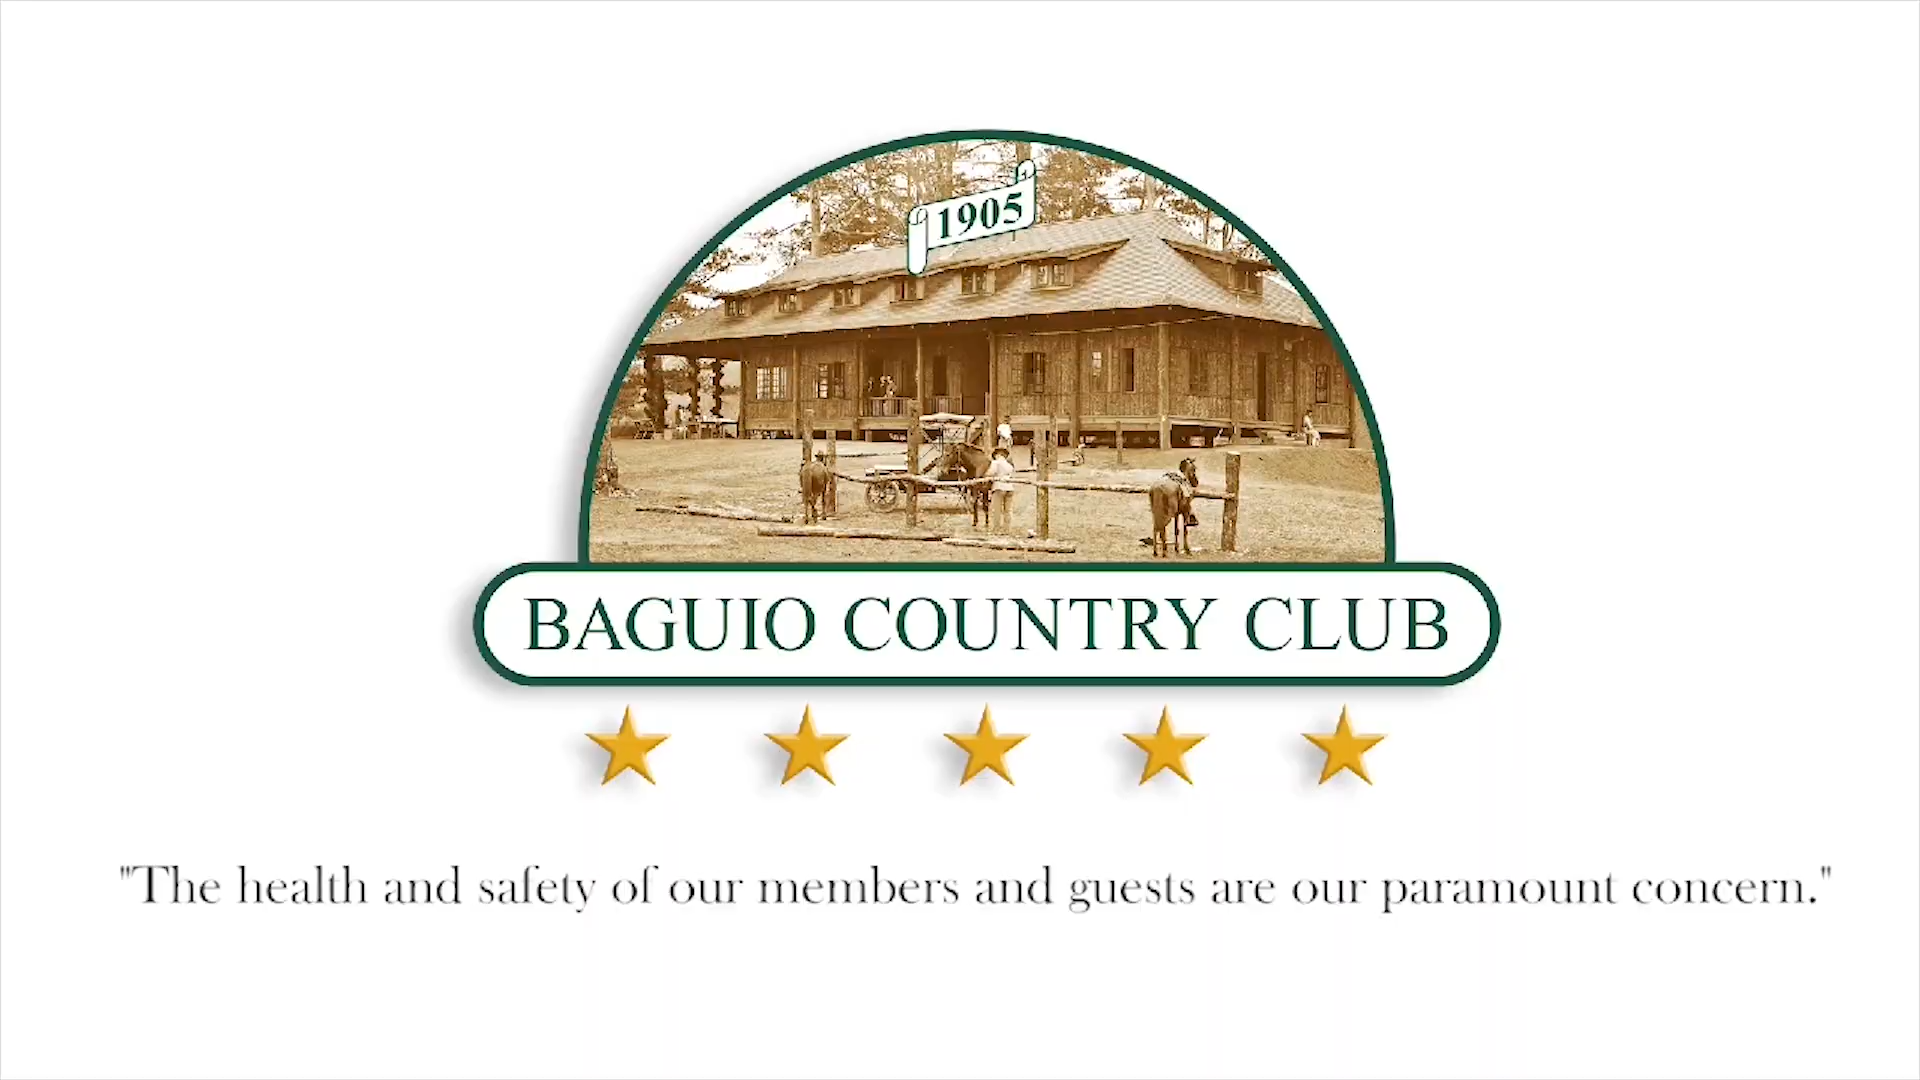 1905
BAGUIO COUNTRY CLUB
"The health and safety of our members and guests are our paramount concern."